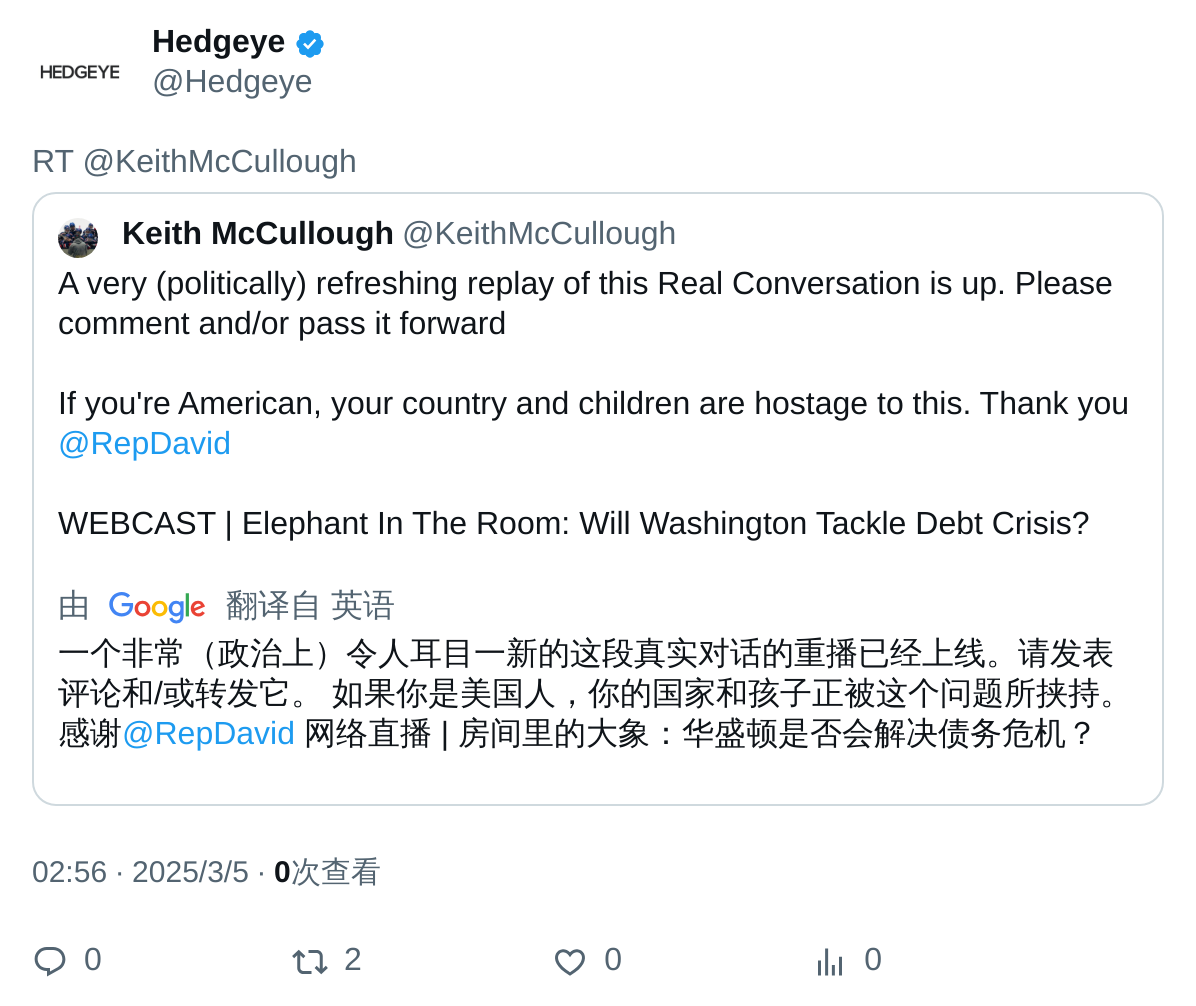 HEDGEYE
Hedgeye
@Hedgeye
RT @KeithMcCullough
Keith McCullough @KeithMcCullough
A very (politically) refreshing replay of this Real Conversation is up. Please
comment and/or pass it forward
If you're American, your country and children are hostage to this. Thank you
@RepDavid
WEBCAST | Elephant In The Room: Will Washington Tackle Debt Crisis?
由 Google 翻译自 英语
一个非常（政治上）令人耳目一新的这段真实对话的重播已经上线。请发表
评论和/或转发它。 如果你是美国人，你的国家和孩子正被这个问题所挟持。
感谢@RepDavid 网络直播 | 房间里的大象：华盛顿是否会解决债务危机？
02:56 · 2025/3/5 · 0次查看
0 2 0 0